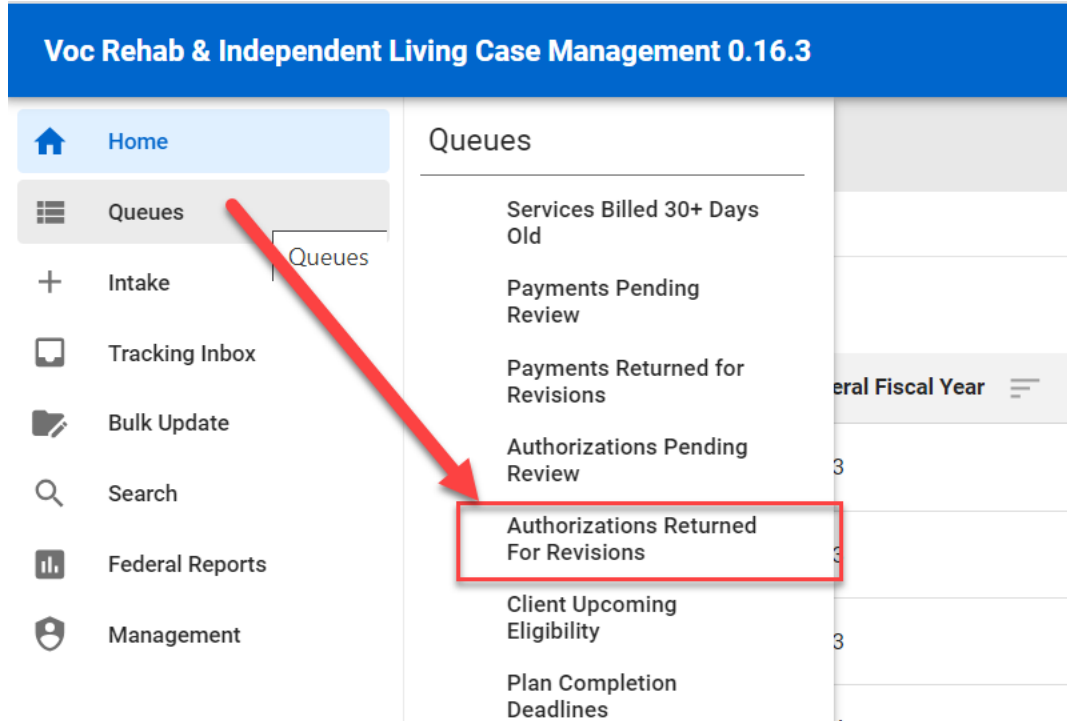 Voc Rehab & Independent Living Case Management 0.16.3
Home
Queues
Queues
Intake
Tracking Inbox
Bulk Update
Search
Federal Reports
Management
Queues
Services Billed 30+ Days
Old
Payments Pending
Review
Payments Returned for
Revisions
Authorizations Pending
Review
Authorizations Returned
For Revisions
Client Upcoming
Eligibility
Plan Completion
Deadlines
eral Fiscal Year
3
3
3